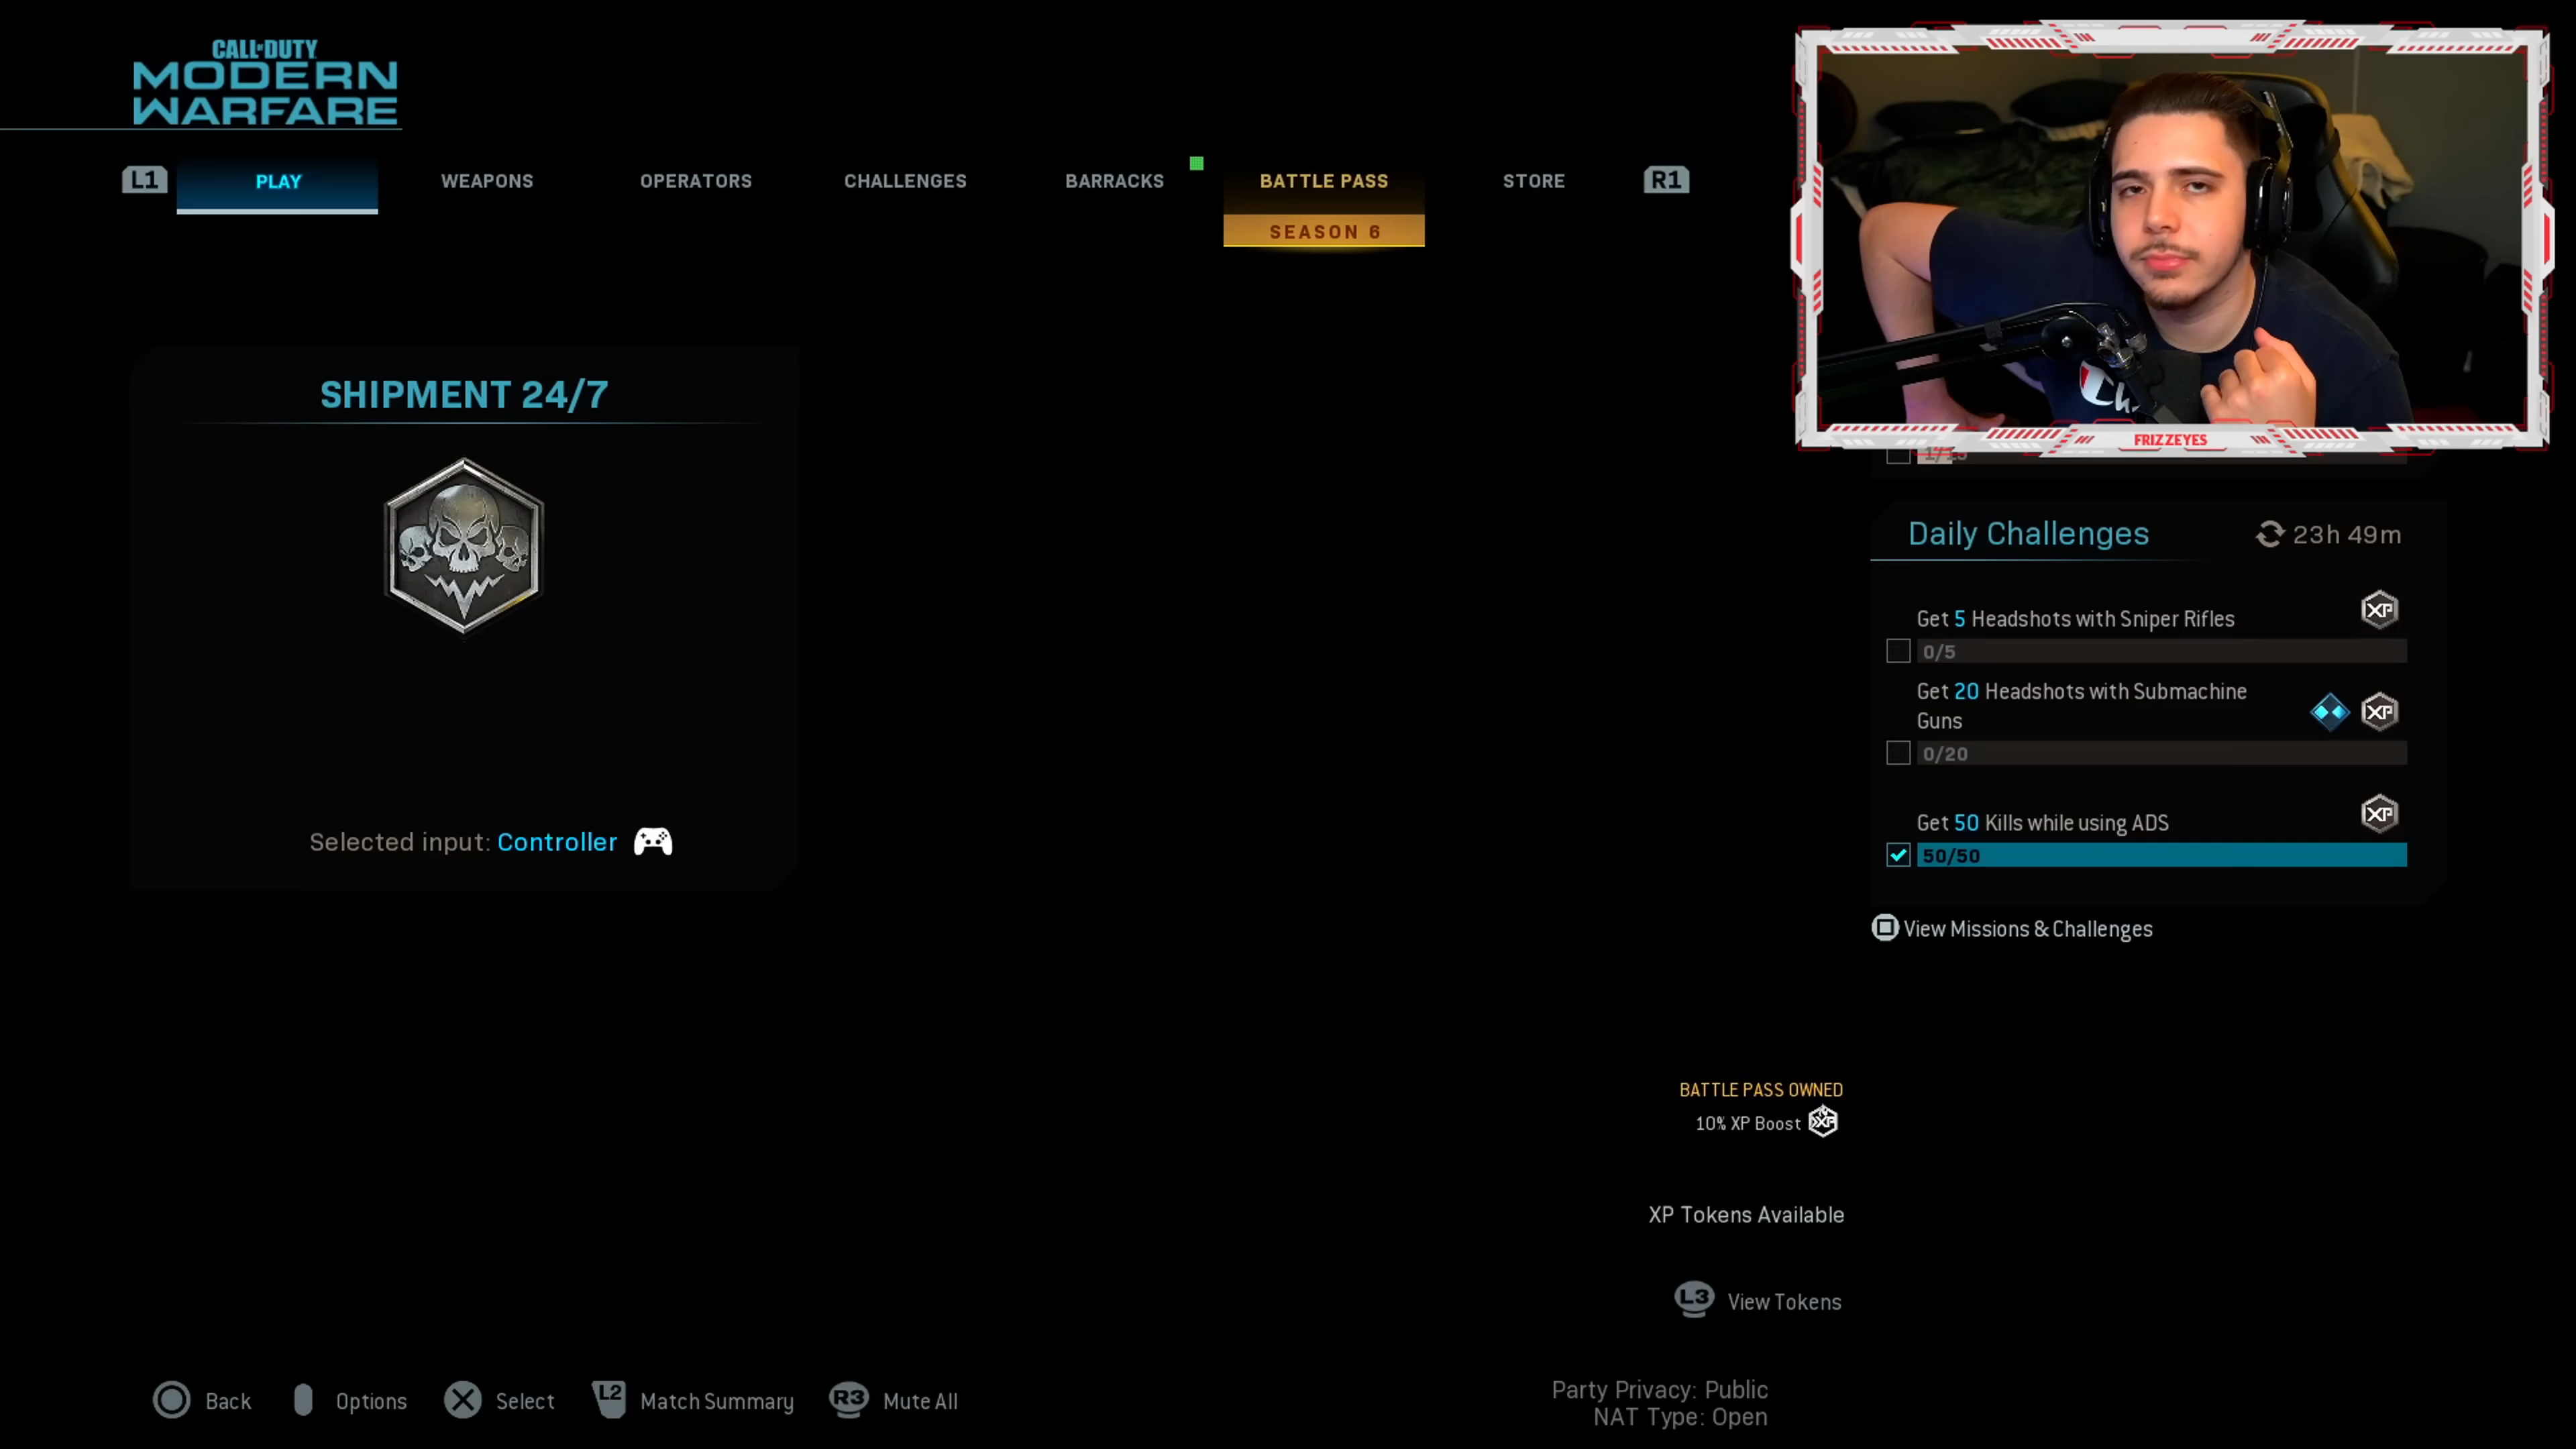 CALL OF DUTY
MODERN
WARFARE
L1
PLAY
WEAPONS
OPERATORS
CHALLENGES
BARRACKS
BATTLE PASS
SEASON 6
STORE
R1
SHIPMENT 24/7
Selected input: Controller
FRIZZEYES
Daily Challenges
23h 49m
Get 5 Headshots with Sniper Rifles
XP
0/5
Get 20 Headshots with Submachine
Guns
XP
0/20
Get 50 Kills while using ADS
XP
50/50
View Missions & Challenges
BATTLE PASS OWNED
10% XP Boost
XP Tokens Available
L3 View Tokens
Back
Options
Select
L2 Match Summary
R3 Mute All
Party Privacy: Public
NAT Type: Open